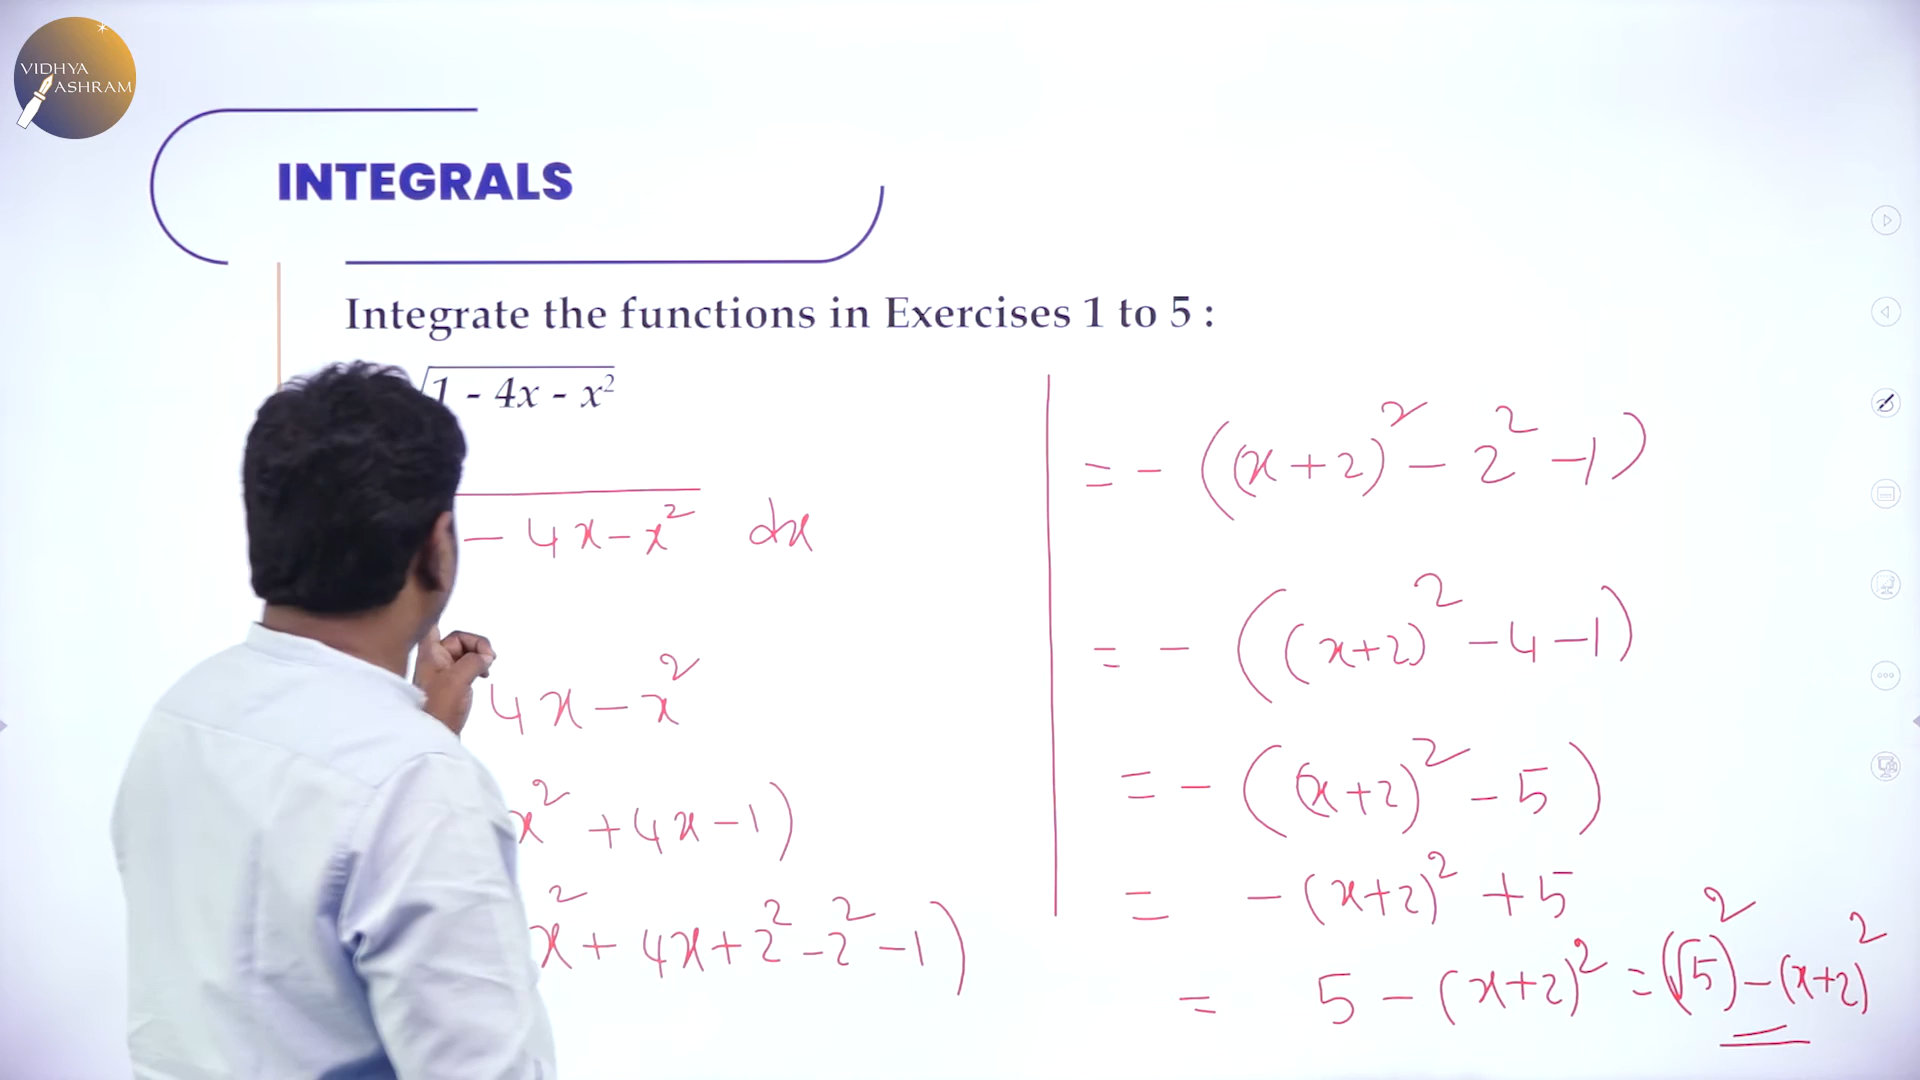 VIDHYA
ASHRAM
INTEGRALS
Integrate the functions in Exercises 1 to 5 :
√1 - 4x - x²
- 4x - x² dx
4x - x²
x² + 4x - 1)
x² + 4x + 2² - 2² - 1)
= - ((x+2)² - 2² - 1)
= - ((x+2)² - 4 - 1)
= - ((x+2)² - 5)
= - (x+2)² + 5
= 5 - (x+2)² = (√5)² - (x+2)²